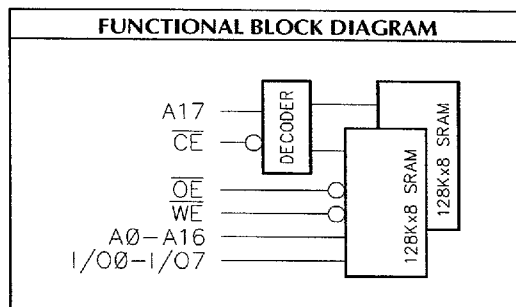 FUNCTIONAL BLOCK DIAGRAM
A17
CE
DECODER
OE
WE
AØ-A16
I/OØ-I/O7
128Kx8 SRAM
128Kx8 SRAM